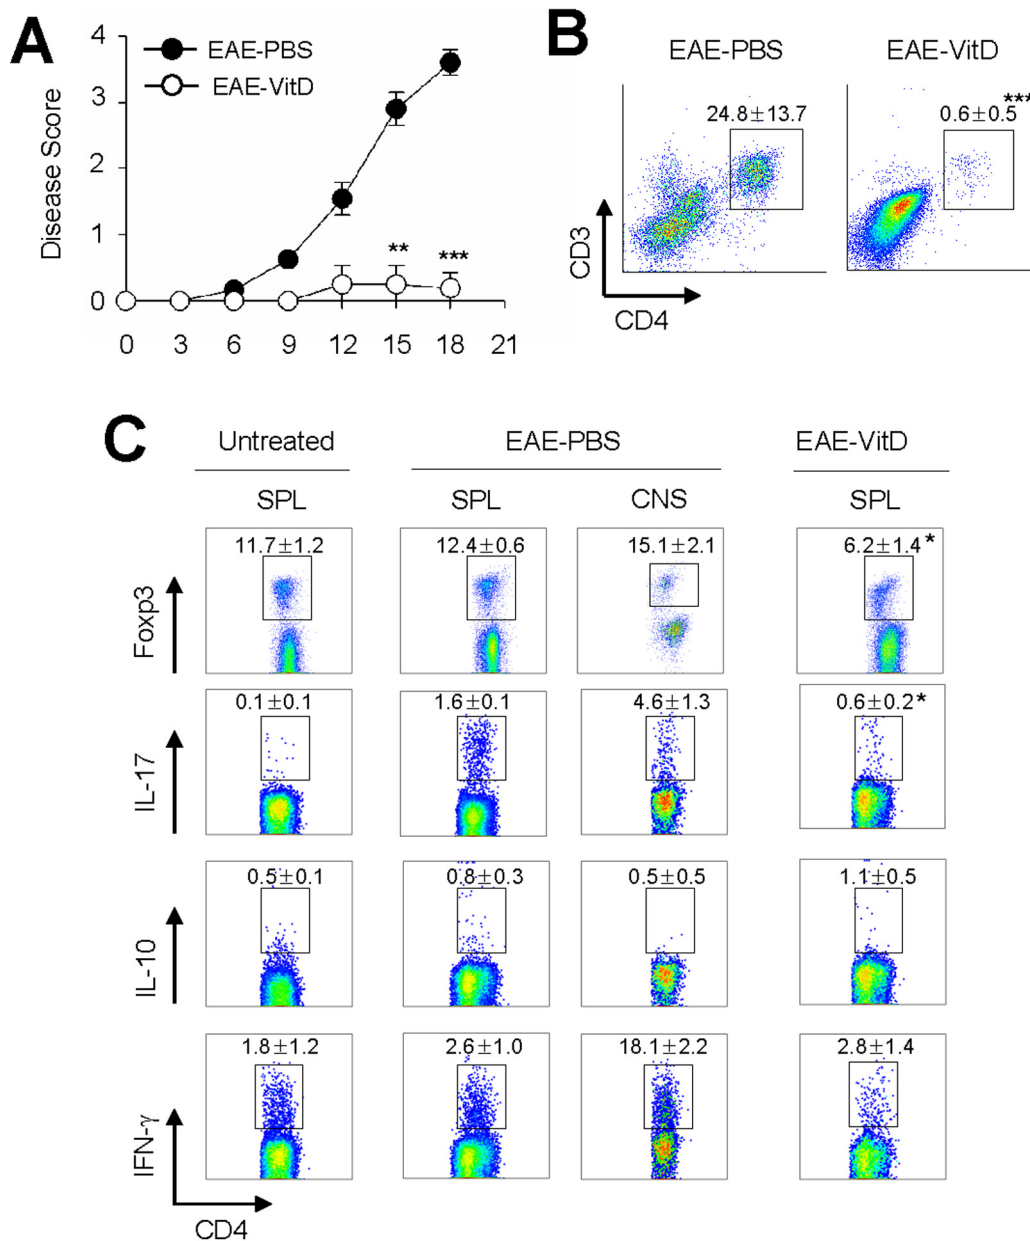 A
4
EAE-PBS
EAE-VitD
3
2
1
0
Disease Score
0 3 6 9 12 15 18 21
**
***
B
EAE-PBS EAE-VitD
24.8±13.7
0.6±0.5
***
CD3
CD4
C
Untreated EAE-PBS EAE-VitD
SPL SPL CNS SPL
Foxp3
11.7±1.2 12.4±0.6 15.1±2.1 6.2±1.4*
IL-17
0.1±0.1 1.6±0.1 4.6±1.3 0.6±0.2*
IL-10
0.5±0.1 0.8±0.3 0.5±0.5 1.1±0.5
IFN-γ
1.8±1.2 2.6±1.0 18.1±2.2 2.8±1.4
CD4